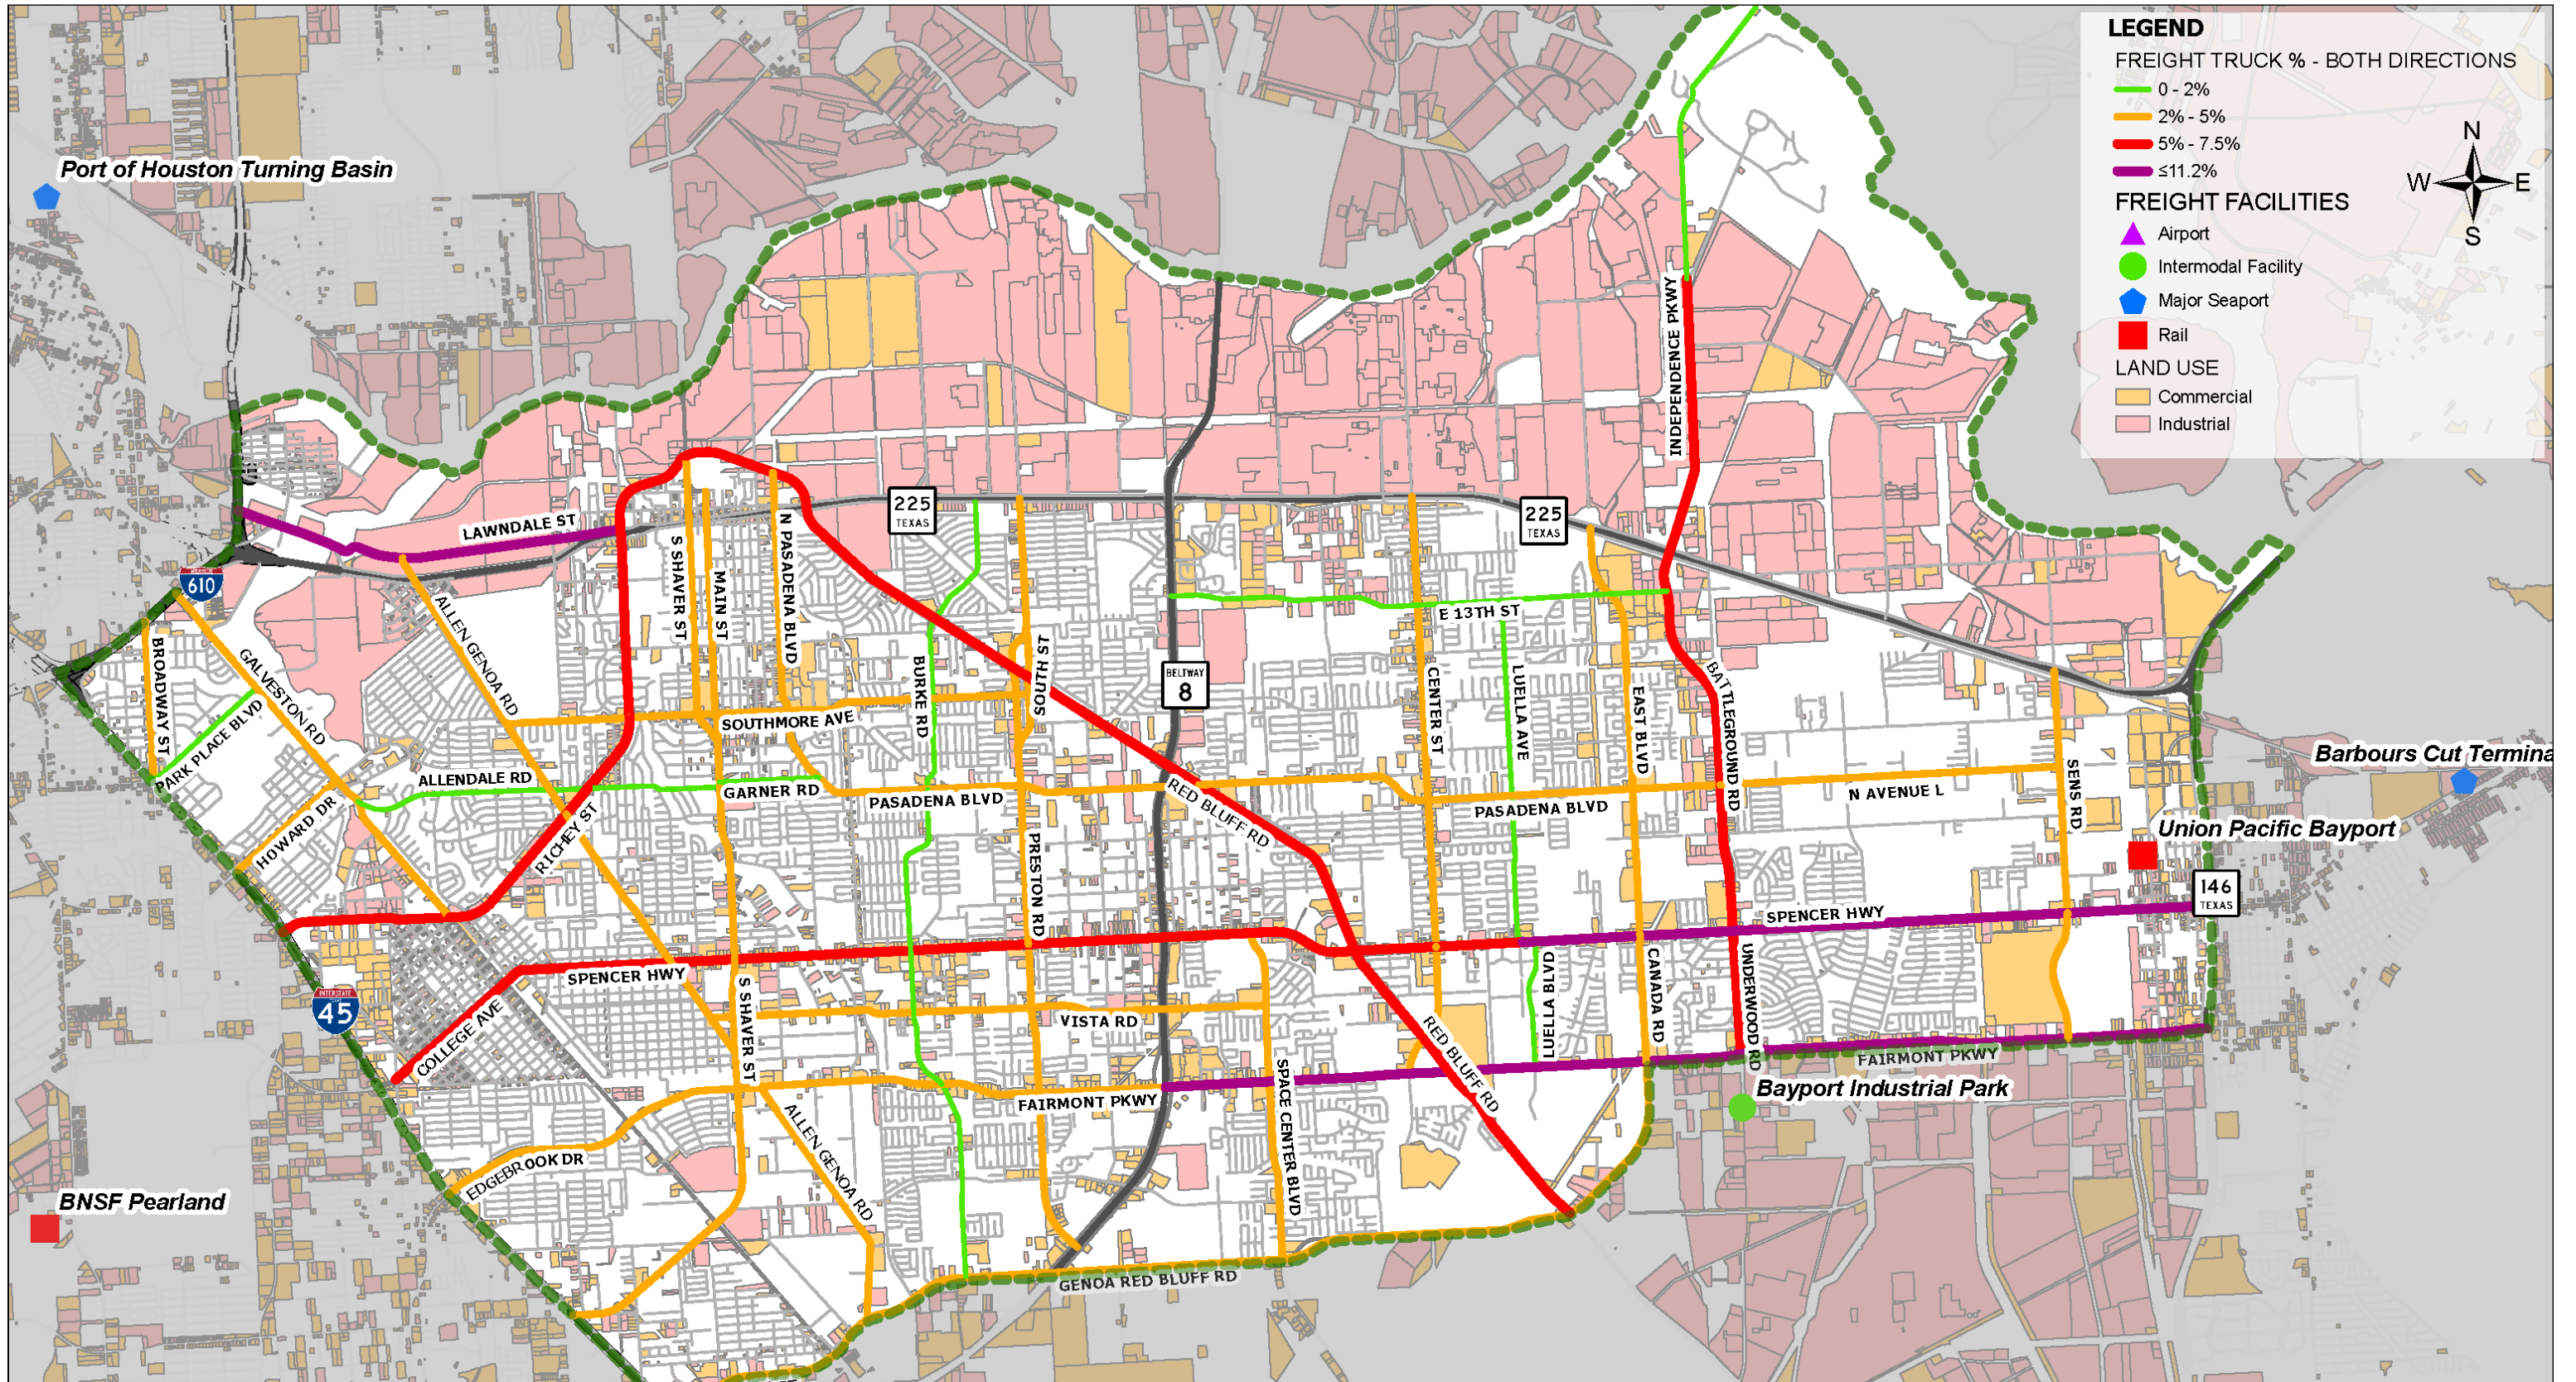 LEGEND
FREIGHT TRUCK % - BOTH DIRECTIONS
0 - 2%
2% - 5%
5% - 7.5%
≤11.2%
FREIGHT FACILITIES
Airport
Intermodal Facility
Major Seaport
Rail
LAND USE
Commercial
Industrial
N
W
E
S
Port of Houston Turning Basin
INDEPENDENCE PKWY
225
TEXAS
225
TEXAS
LAWNDALE ST
610
S SHAVER ST
MAIN ST
N PASADENA BLVD
ALLEN GENOA RD
E 13TH ST
BROADWAY ST
GALVESTON RD
PARK PLACE BLVD
BURKE RD
SOUTH ST
BELTWAY
8
CENTER ST
LUELLA AVE
EAST BLVD
BATTLEGROUND RD
SOUTHMORE AVE
ALLENDALE RD
GARNER RD
PASADENA BLVD
RED BLUFF RD
PASADENA BLVD
N AVENUE L
SENS RD
Barbours Cut Termina
Union Pacific Bayport
HOWARD DR
RICHEY ST
PRESTON RD
146
TEXAS
SPENCER HWY
SPENCER HWY
INTERSTATE
45
COLLEGE AVE
S SHAVER ST
VISTA RD
LUELLA BLVD
CANADA RD
UNDERWOOD RD
RED BLUFF RD
FAIRMONT PKWY
FAIRMONT PKWY
Bayport Industrial Park
SPACE CENTER BLVD
ALLEN GENOA RD
EDGEBROOK DR
BNSF Pearland
GENOA RED BLUFF RD